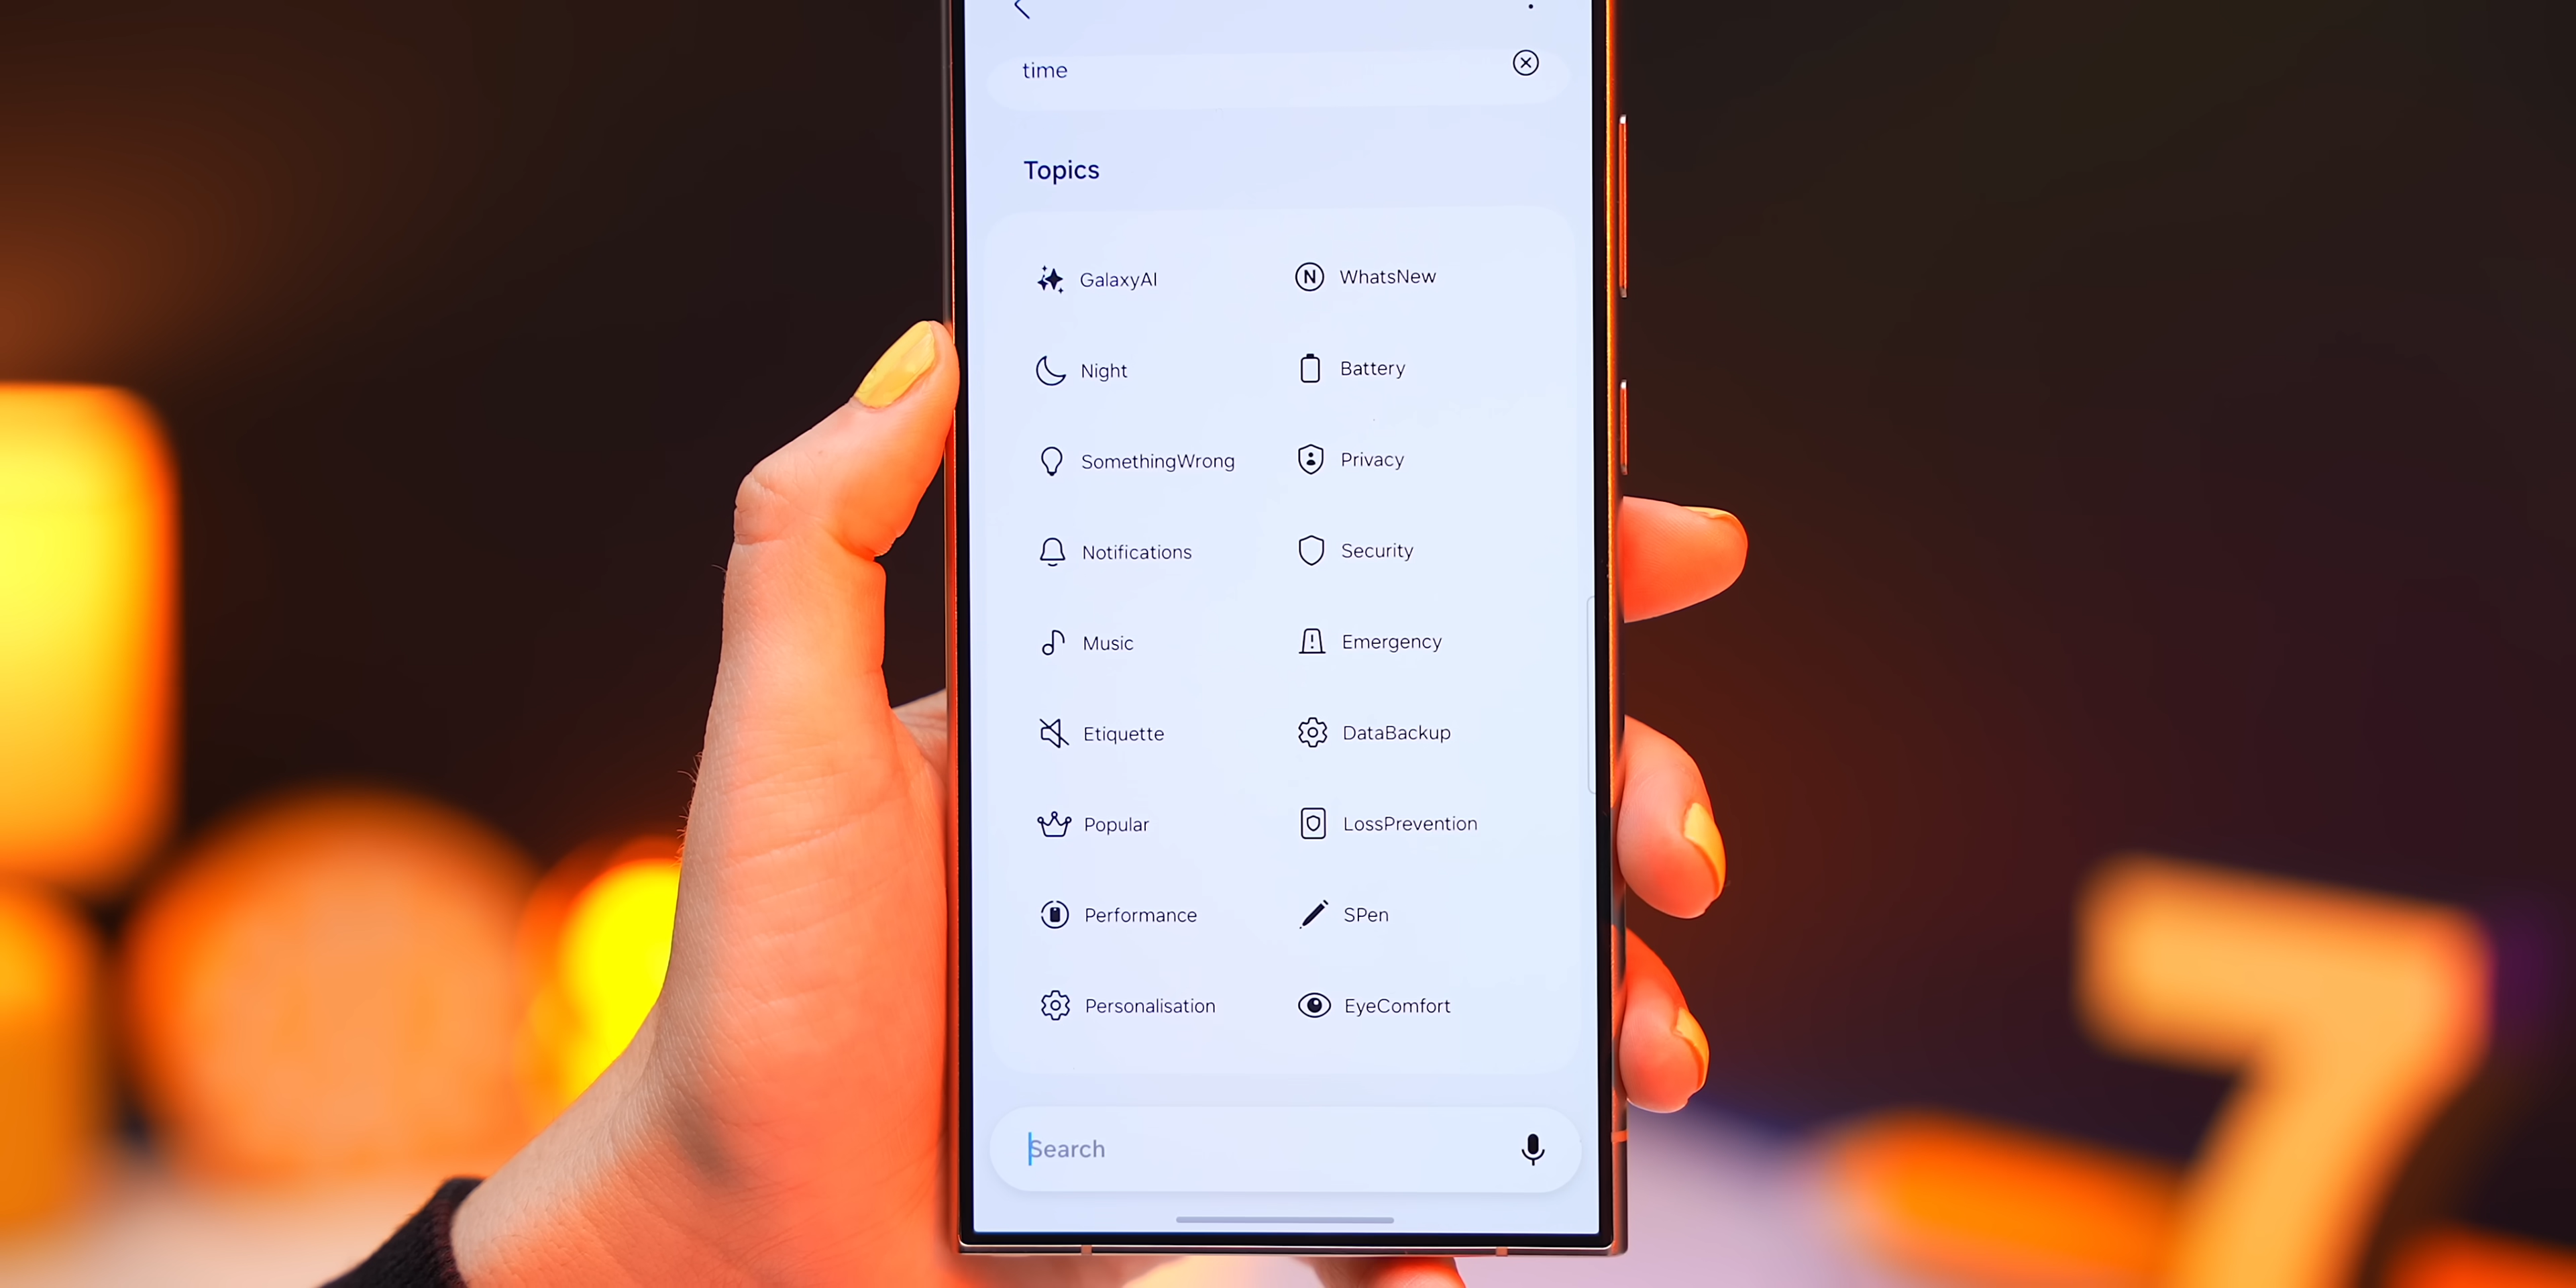 time
Topics
GalaxyAI
WhatsNew
Night
Battery
SomethingWrong
Privacy
Notifications
Security
Music
Emergency
Etiquette
DataBackup
Popular
LossPrevention
Performance
SPen
Personalisation
EyeComfort
Search
7